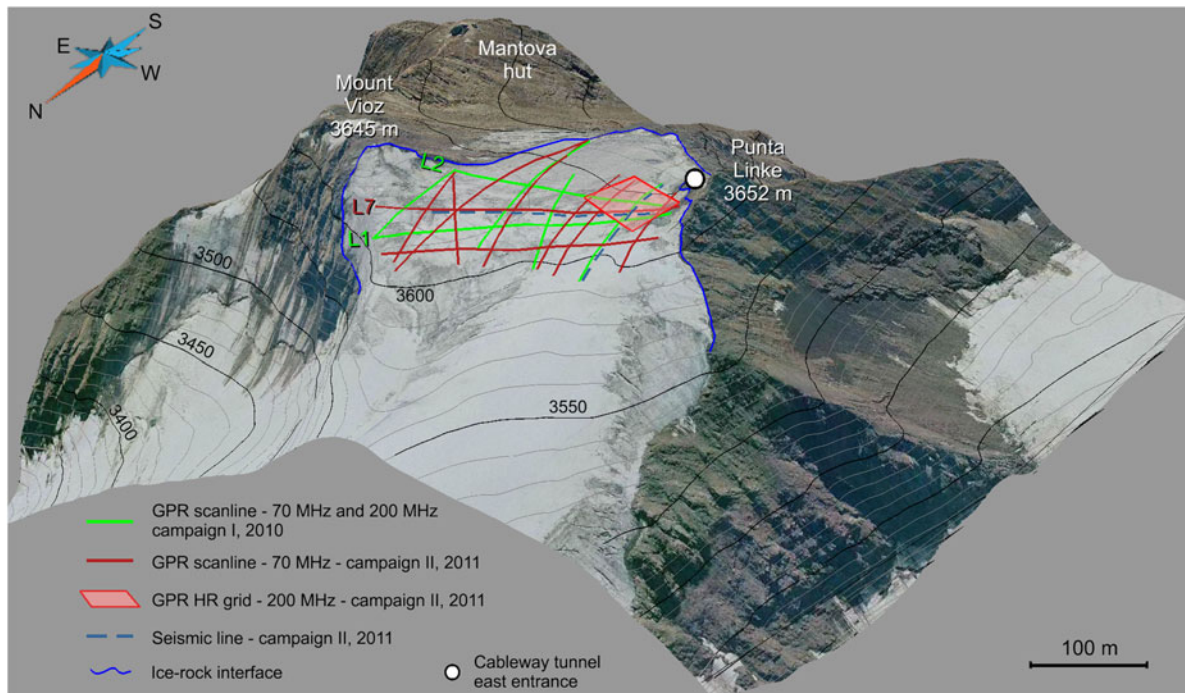 S
E
W
N
Mantova
hut
Mount
Vioz
3645 m
Punta
Linke
3652 m
L2
L7
L1
3500
3600
3450
3550
3400
GPR scanline - 70 MHz and 200 MHz
campaign I, 2010
GPR scanline - 70 MHz - campaign II, 2011
GPR HR grid - 200 MHz - campaign II, 2011
Seismic line - campaign II, 2011
Ice-rock interface
Cableway tunnel
east entrance
100 m